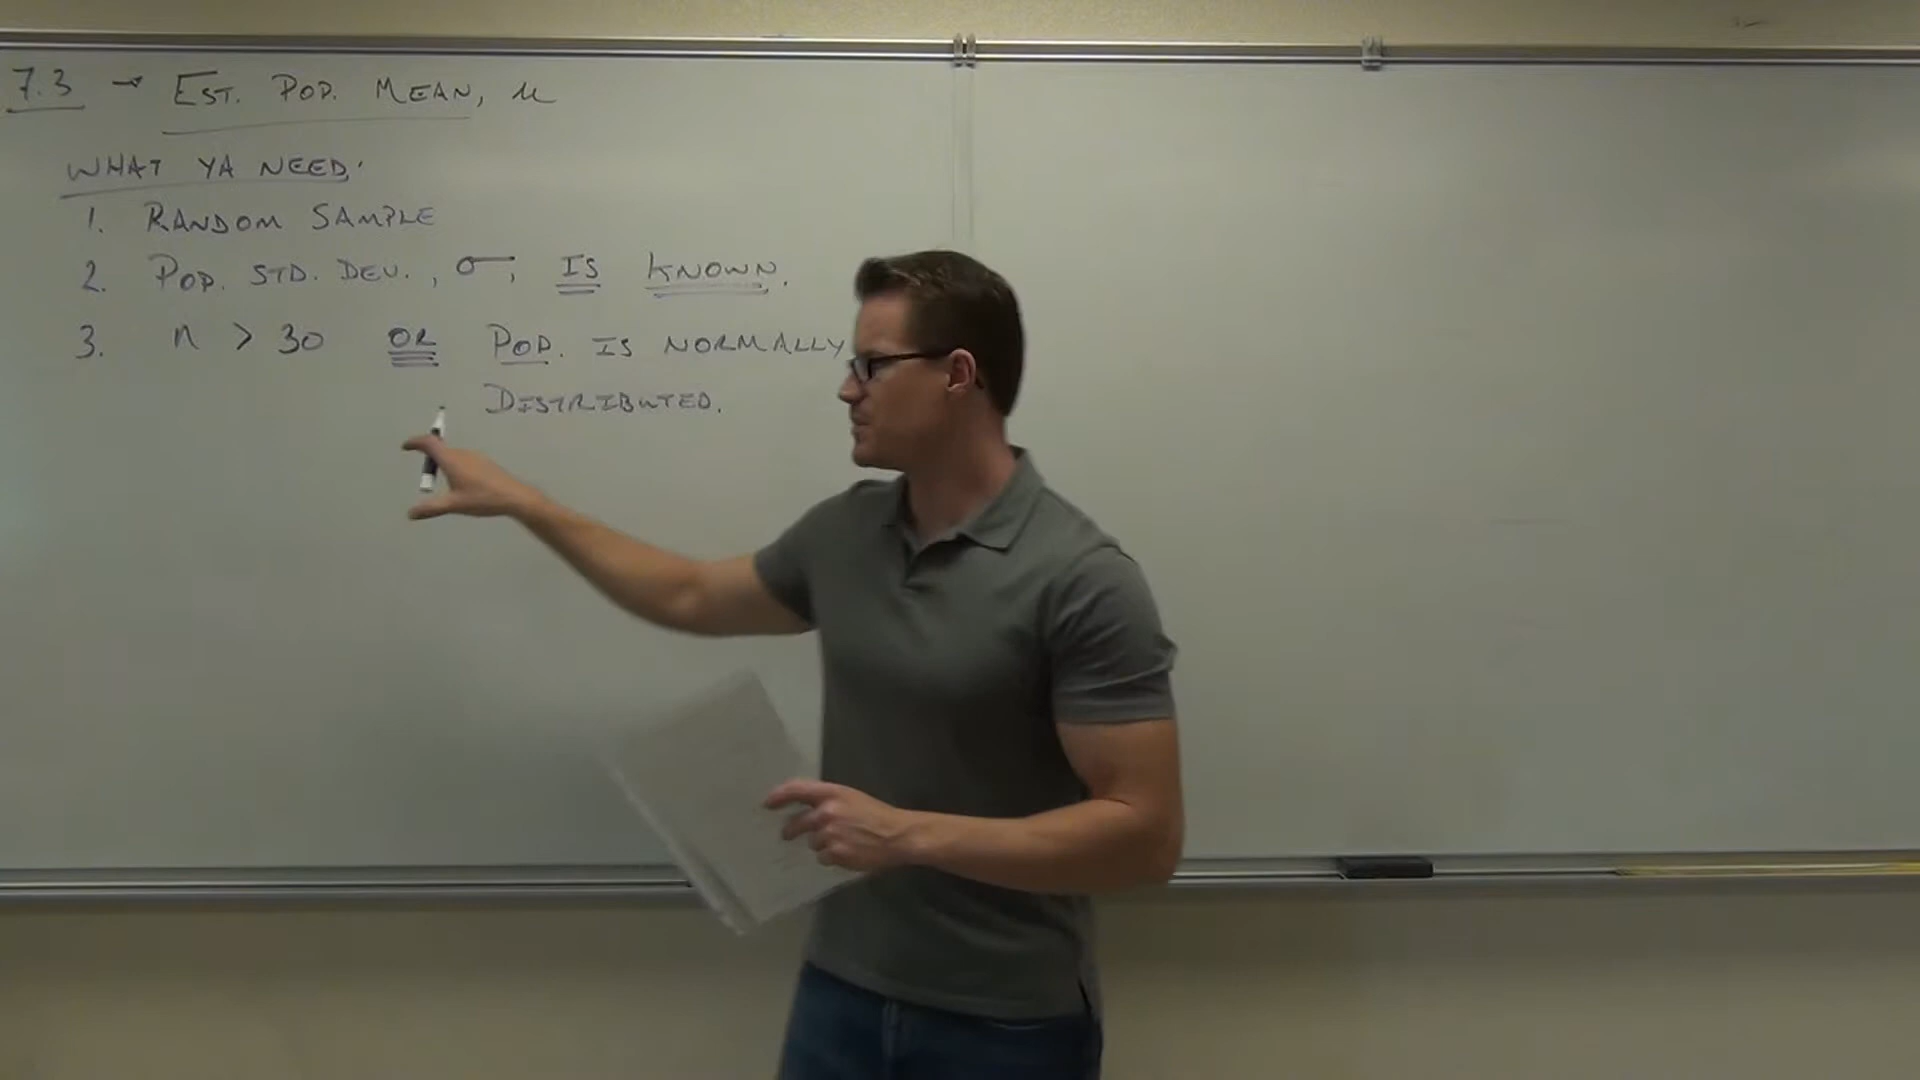 7.3 → EST. POP. MEAN, μ
WHAT YA NEED:
1. RANDOM SAMPLE
2. POP. STD. DEV., σ, IS KNOWN.
3. n > 30 OR POP. IS NORMALLY
DISTRIBUTED.